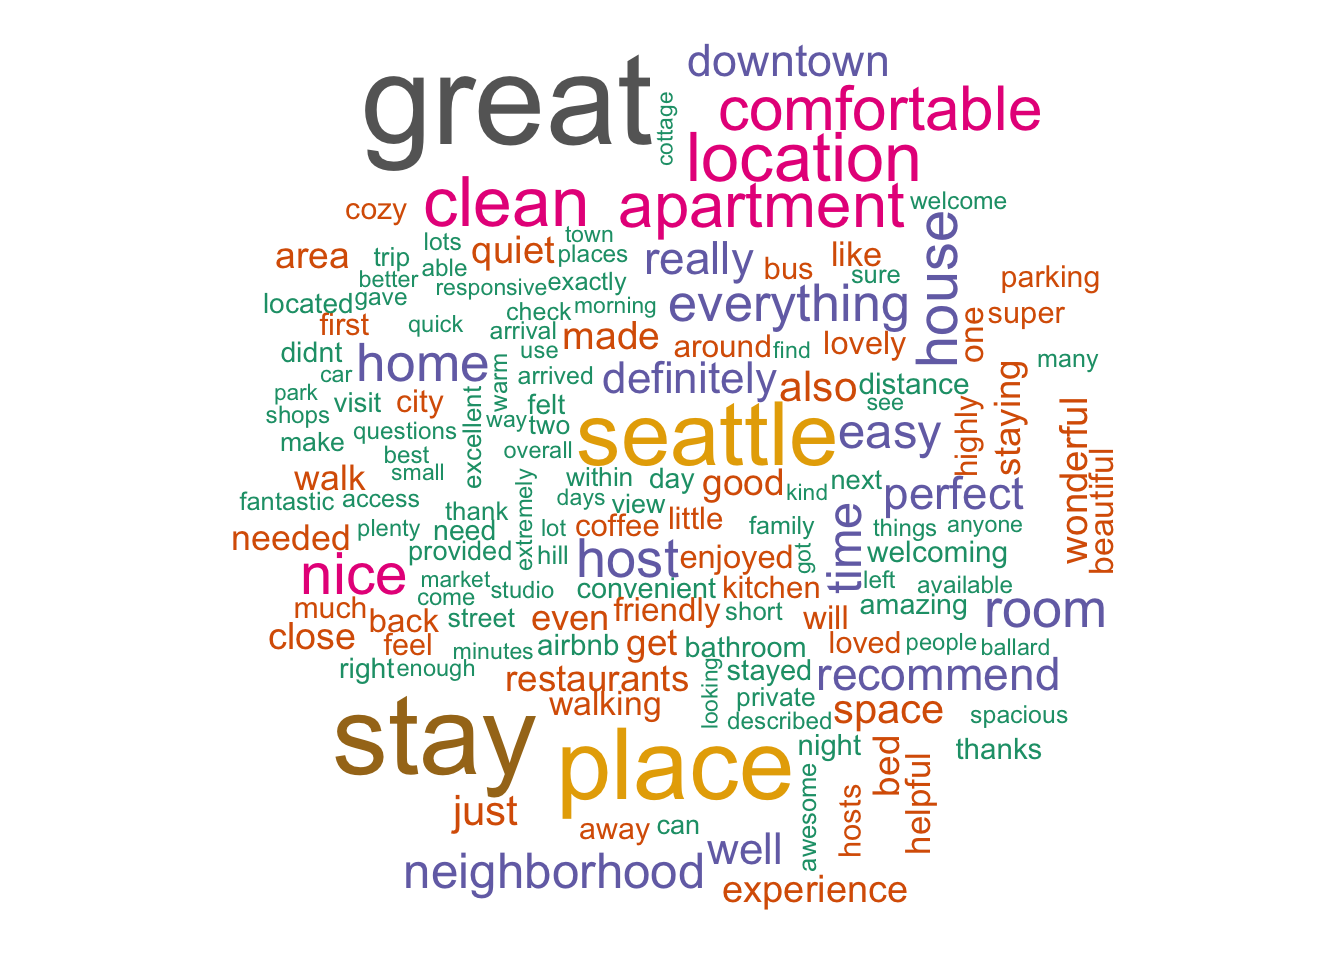 downtown
great
cottage
comfortable
location
clean
apartment
welcome
cozy
house
lots
town
area
trip
quiet
places
really
bus
like
able
better
sure
parking
responsive
exactly
located
gave
everything
morning
check
one
super
first
quick
arrival
made
around
find
lovely
didnt
home
use
many
car
warm
arrived
definitely
also
distance
park
shops
visit
city
excellent
felt
see
highly
staying
wonderful
way
two
seattle
easy
make
questions
best
overall
beautiful
walk
small
extremely
within
day
good
kind
next
perfect
fantastic
access
days
view
thank
needed
plenty
need
lot
coffee
little
family
time
things
anyone
provided
hill
host
enjoyed
got
welcoming
nice
market
studio
convenient
kitchen
left
available
come
much
back
street
even
friendly
short
will
amazing
room
close
feel
minutes
airbnb
get
bathroom
loved
people
ballard
right
enough
restaurants
looking
stayed
recommend
walking
private
stay
described
space
spacious
place
night
bed
thanks
awesome
hosts
helpful
just
away
can
neighborhood
well
experience